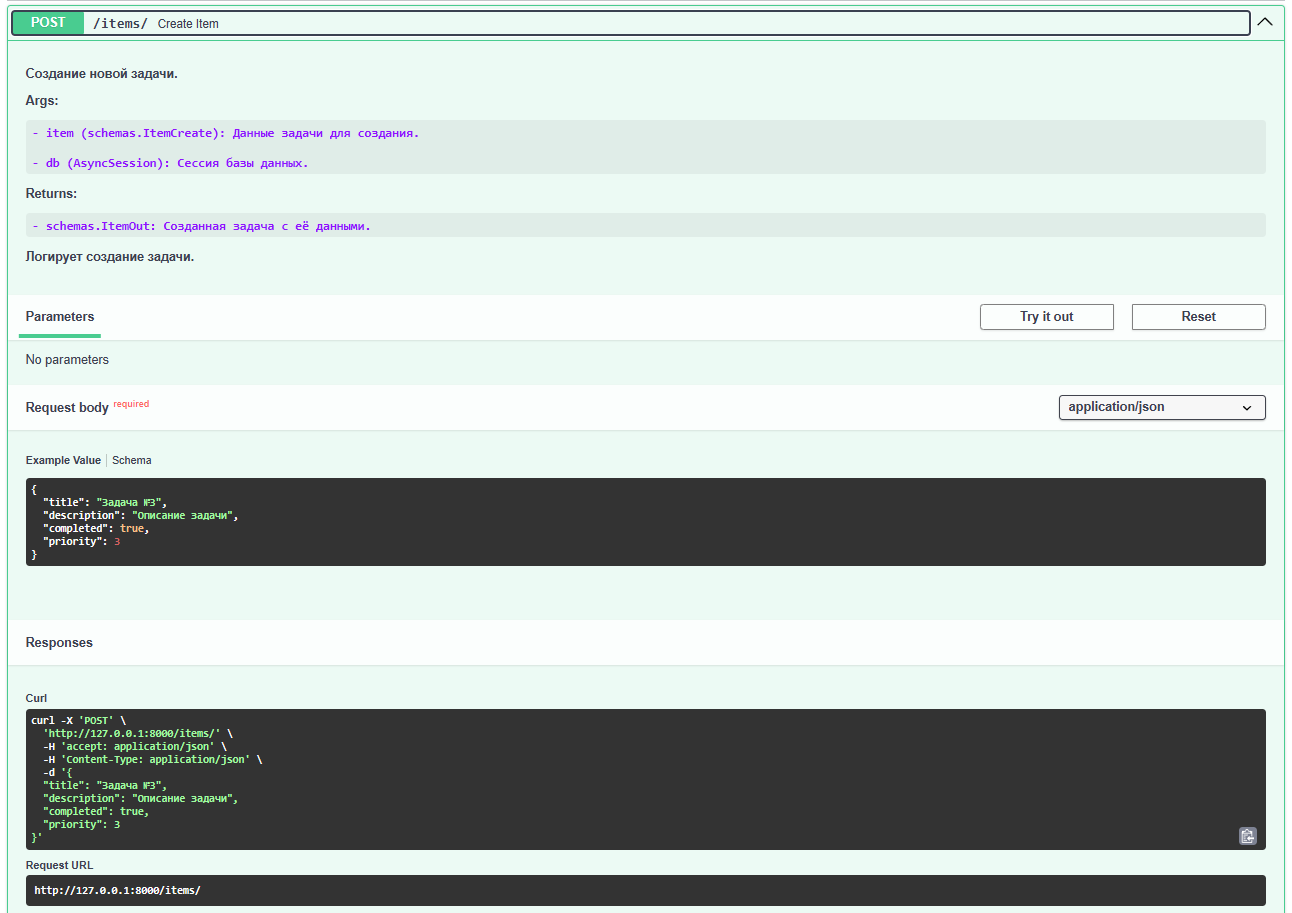 POST /items/ Create Item
Создание новой задачи.
Args:
- item (schemas.ItemCreate): Данные задачи для создания.
- db (AsyncSession): Сессия базы данных.
Returns:
- schemas.ItemOut: Созданная задача с её данными.
Логирует создание задачи.
Parameters Try it out Reset
No parameters
Request body required application/json
Example Value Schema
{
  "title": "Задача №3",
  "description": "Описание задачи",
  "completed": true,
  "priority": 3
}
Responses
Curl
curl -X 'POST' \
  'http://127.0.0.1:8000/items/' \
  -H 'accept: application/json' \
  -H 'Content-Type: application/json' \
  -d '{
  "title": "Задача №3",
  "description": "Описание задачи",
  "completed": true,
  "priority": 3
}'
Request URL
http://127.0.0.1:8000/items/